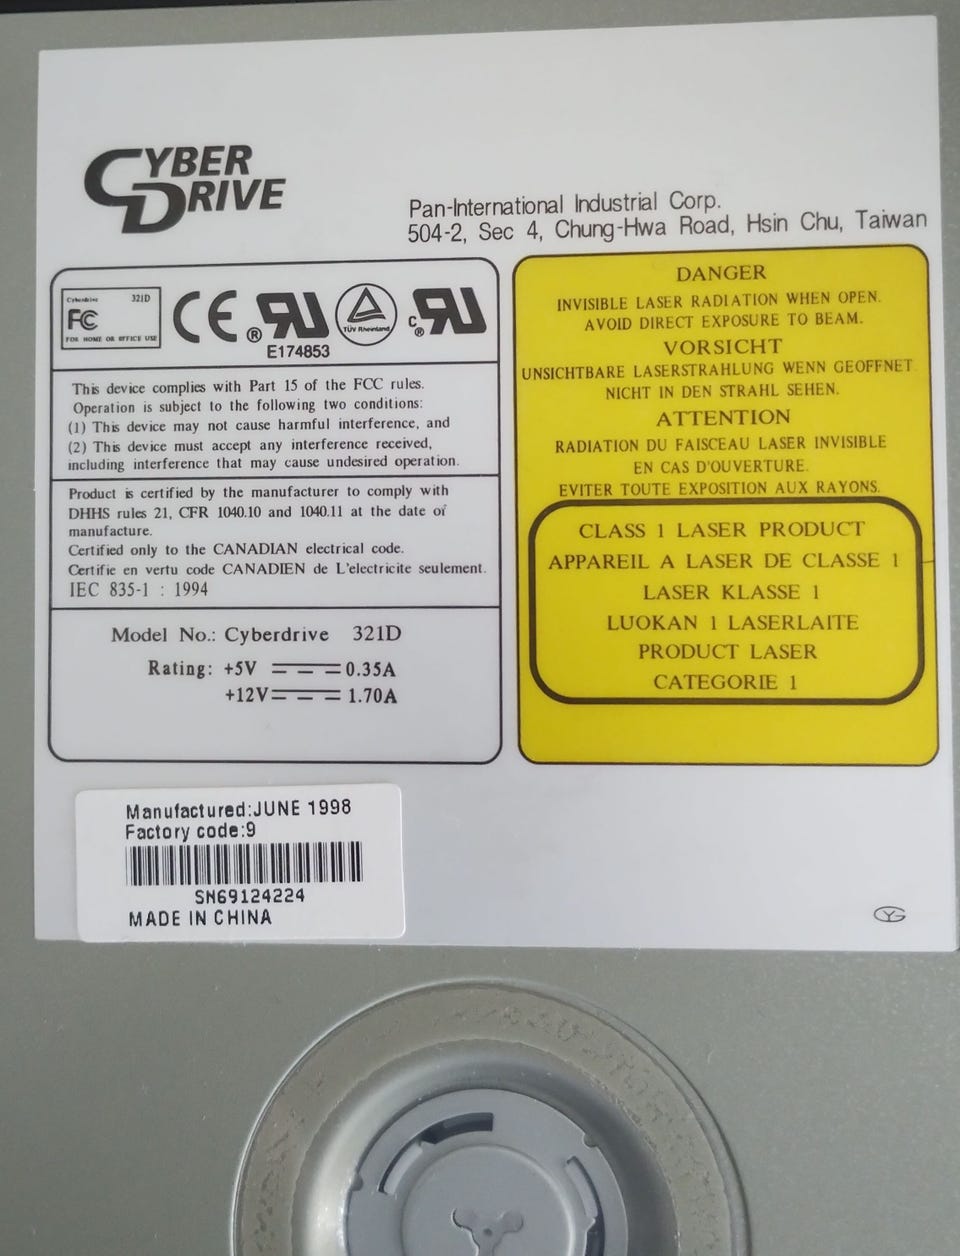 CYBER
DRIVE
Pan-International Industrial Corp.
504-2, Sec 4, Chung-Hwa Road, Hsin Chu, Taiwan
Cyberdrive 321D
FC
FOR HOME OR OFFICE USE
CE
® RU
E174853
TÜV Rheinland
c RU ®
This device complies with Part 15 of the FCC rules.
Operation is subject to the following two conditions:
(1) This device may not cause harmful interference, and
(2) This device must accept any interference received,
including interference that may cause undesired operation.
Product is certified by the manufacturer to comply with
DHHS rules 21, CFR 1040.10 and 1040.11 at the date of
manufacture.
Certified only to the CANADIAN electrical code.
Certifie en vertu code CANADIEN de L'electricite seulement.
IEC 835-1 : 1994
Model No.: Cyberdrive 321D
Rating: +5V 0.35A
+12V 1.70A
DANGER
INVISIBLE LASER RADIATION WHEN OPEN.
AVOID DIRECT EXPOSURE TO BEAM.
VORSICHT
UNSICHTBARE LASERSTRAHLUNG WENN GEOFFNET
NICHT IN DEN STRAHL SEHEN.
ATTENTION
RADIATION DU FAISCEAU LASER INVISIBLE
EN CAS D'OUVERTURE.
EVITER TOUTE EXPOSITION AUX RAYONS.
CLASS 1 LASER PRODUCT
APPAREIL A LASER DE CLASSE 1
LASER KLASSE 1
LUOKAN 1 LASERLAITE
PRODUCT LASER
CATEGORIE 1
Manufactured:JUNE 1998
Factory code:9
SN69124224
MADE IN CHINA
YG